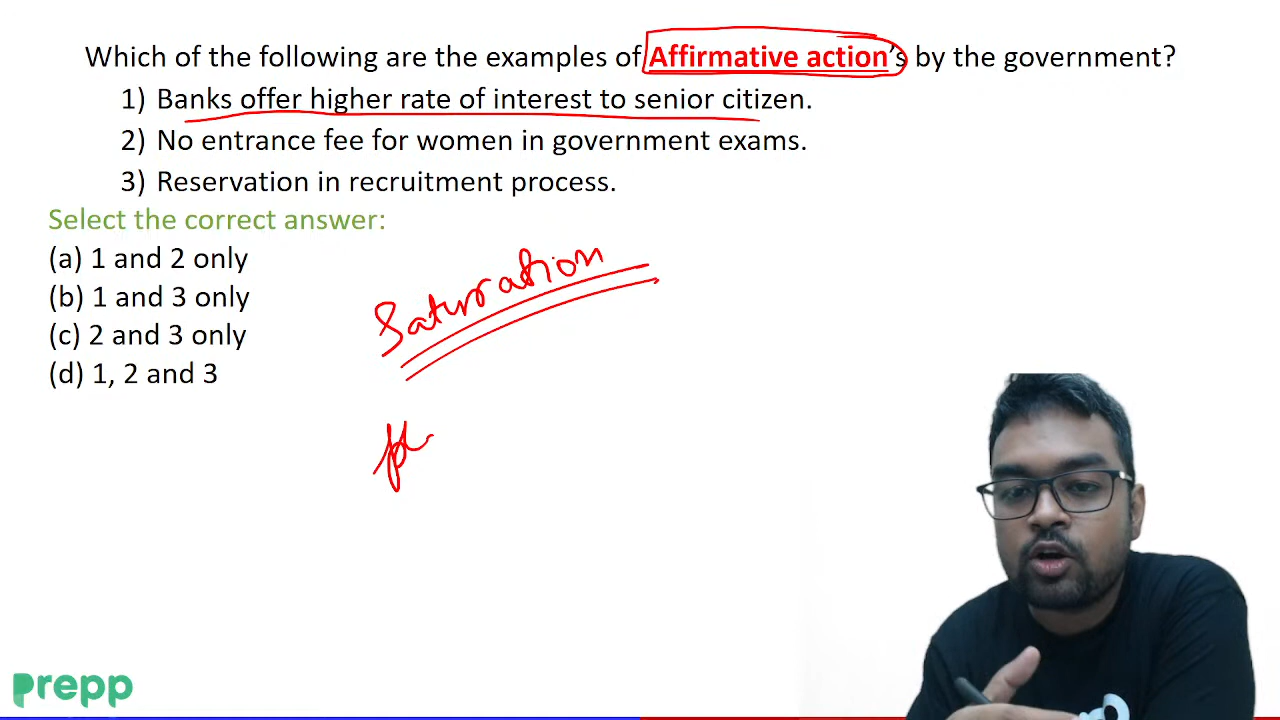 Which of the following are the examples of Affirmative action's by the government?
1) Banks offer higher rate of interest to senior citizen.
2) No entrance fee for women in government exams.
3) Reservation in recruitment process.
Select the correct answer:
(a) 1 and 2 only
(b) 1 and 3 only
(c) 2 and 3 only
(d) 1, 2 and 3
Saturation
prepp